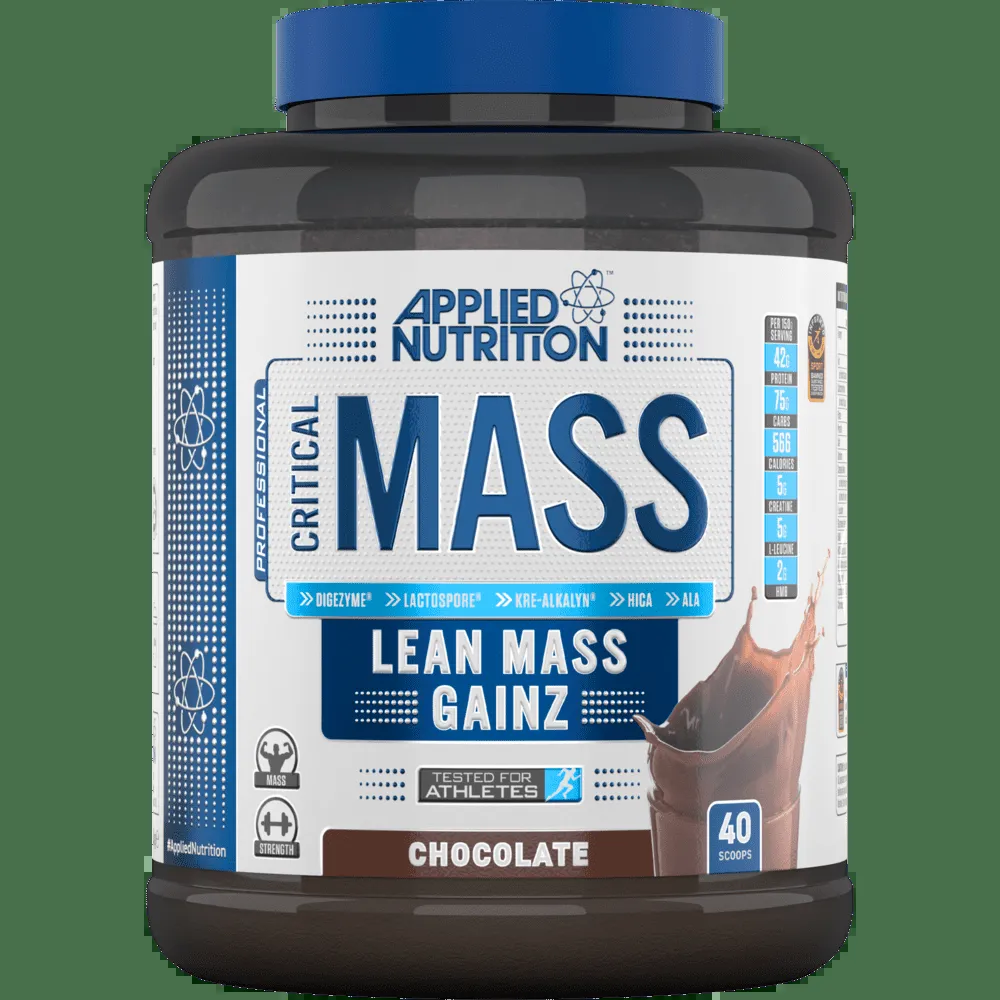 APPLIED
NUTRITION
™
PROFESSIONAL
CRITICAL
MASS
>> DIGEZYME® >> LACTOSPORE® >> KRE-ALKALYN® >> HICA >> ALA
LEAN MASS
GAINZ
TESTED FOR
ATHLETES
MASS
STRENGTH
#AppliedNutrition
CHOCOLATE
40
SCOOPS
PER 150G
SERVING
42G
PROTEIN
75G
CARBS
566
CALORIES
5G
CREATINE
5G
L-LEUCINE
2G
HMB
SPORT